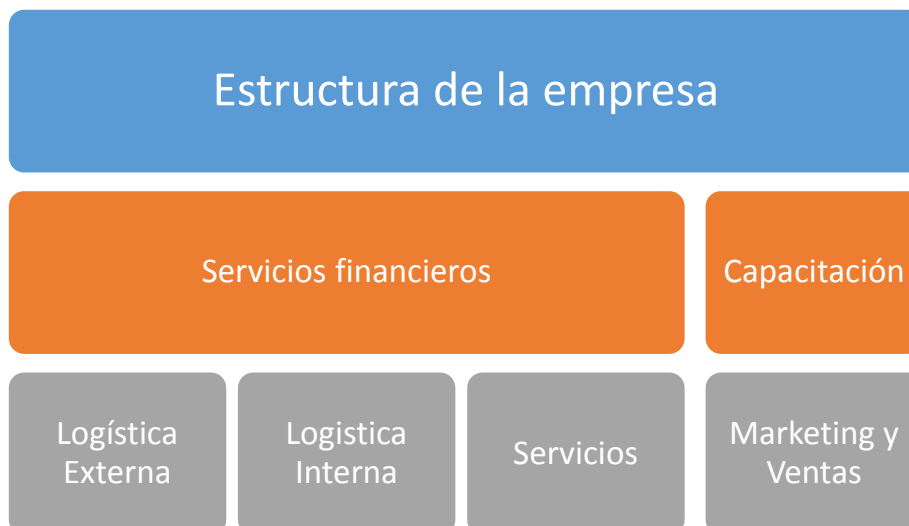 Estructura de la empresa
Servicios financieros
Capacitación
Logística
Externa
Logistica
Interna
Servicios
Marketing y
Ventas